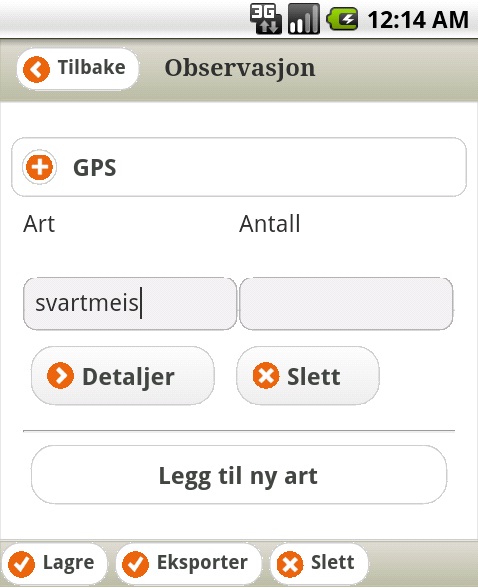 3G 12:14 AM
Tilbake Observasjon
GPS
Art Antall
svartmeis
Detaljer Slett
Legg til ny art
Lagre Eksporter Slett